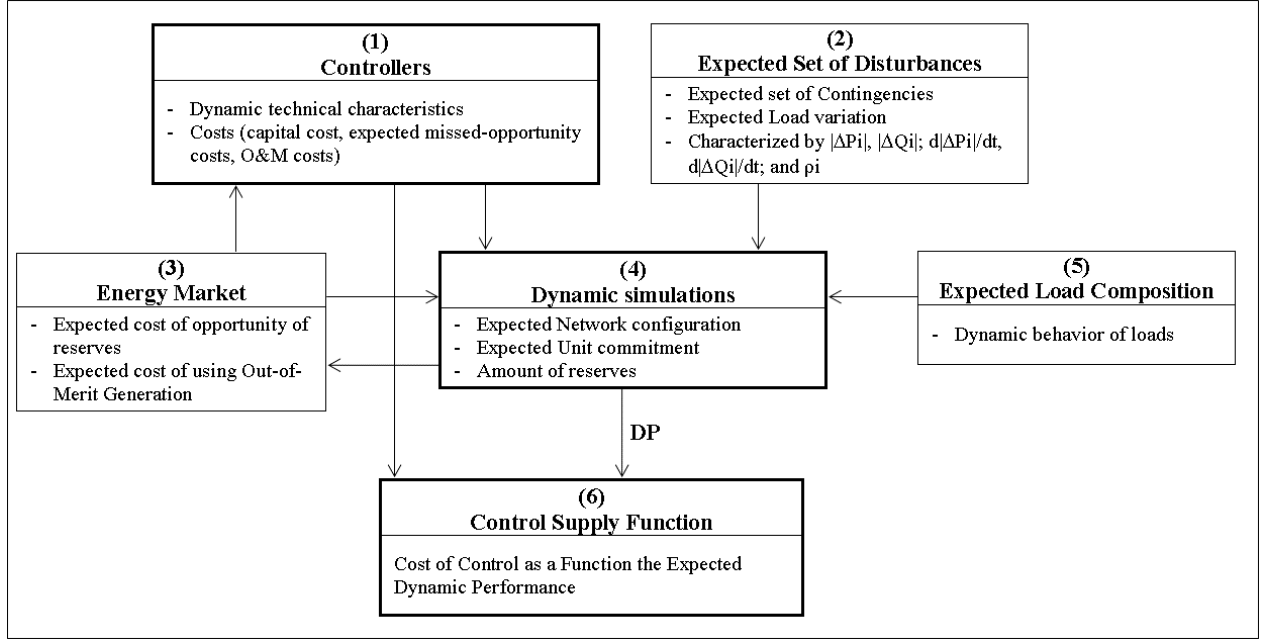 (1)
Controllers
- Dynamic technical characteristics
- Costs (capital cost, expected missed-opportunity
costs, O&M costs)
(2)
Expected Set of Disturbances
- Expected set of Contingencies
- Expected Load variation
- Characterized by |ΔPi|, |ΔQi|; d|ΔPi|/dt,
d|ΔQi|/dt; and ρi
(3)
Energy Market
- Expected cost of opportunity of
reserves
- Expected cost of using Out-of-
Merit Generation
(4)
Dynamic simulations
- Expected Network configuration
- Expected Unit commitment
- Amount of reserves
(5)
Expected Load Composition
- Dynamic behavior of loads
DP
(6)
Control Supply Function
Cost of Control as a Function the Expected
Dynamic Performance